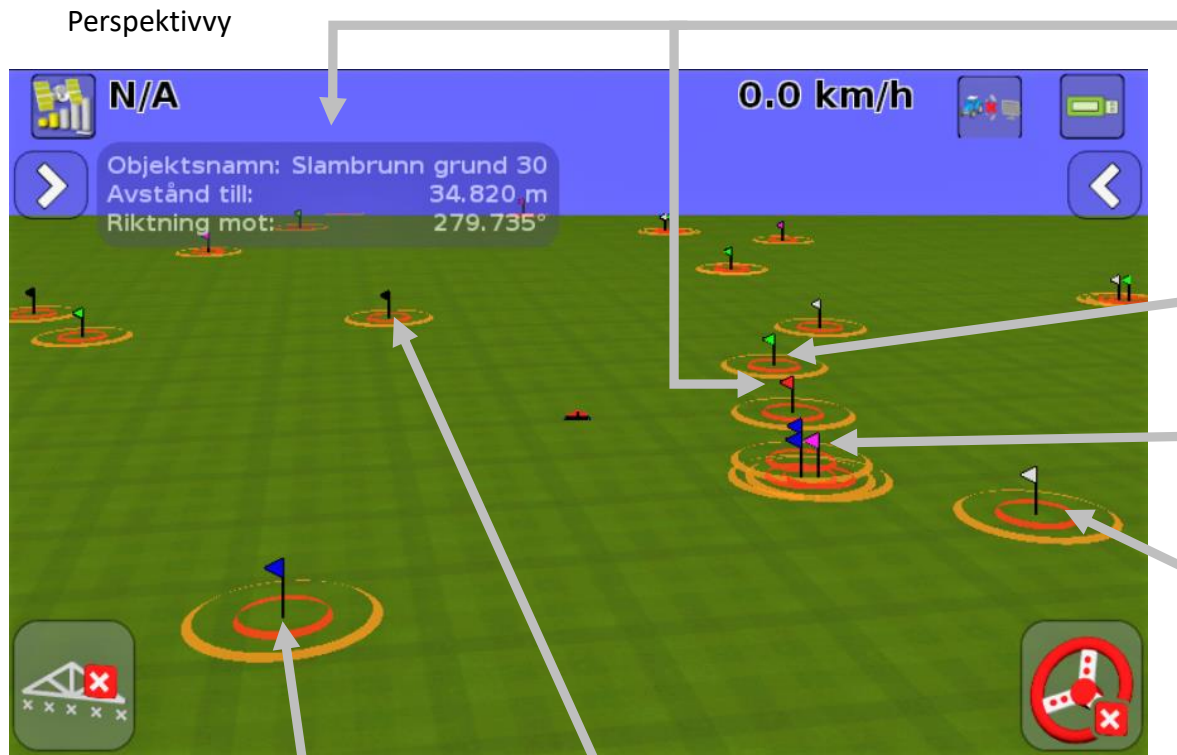 Perspektivvy
N/A
0.0 km/h
Objektsnamn: Slambrunn grund 30
Avstånd till: 34.820 m
Riktning mot: 279.735°